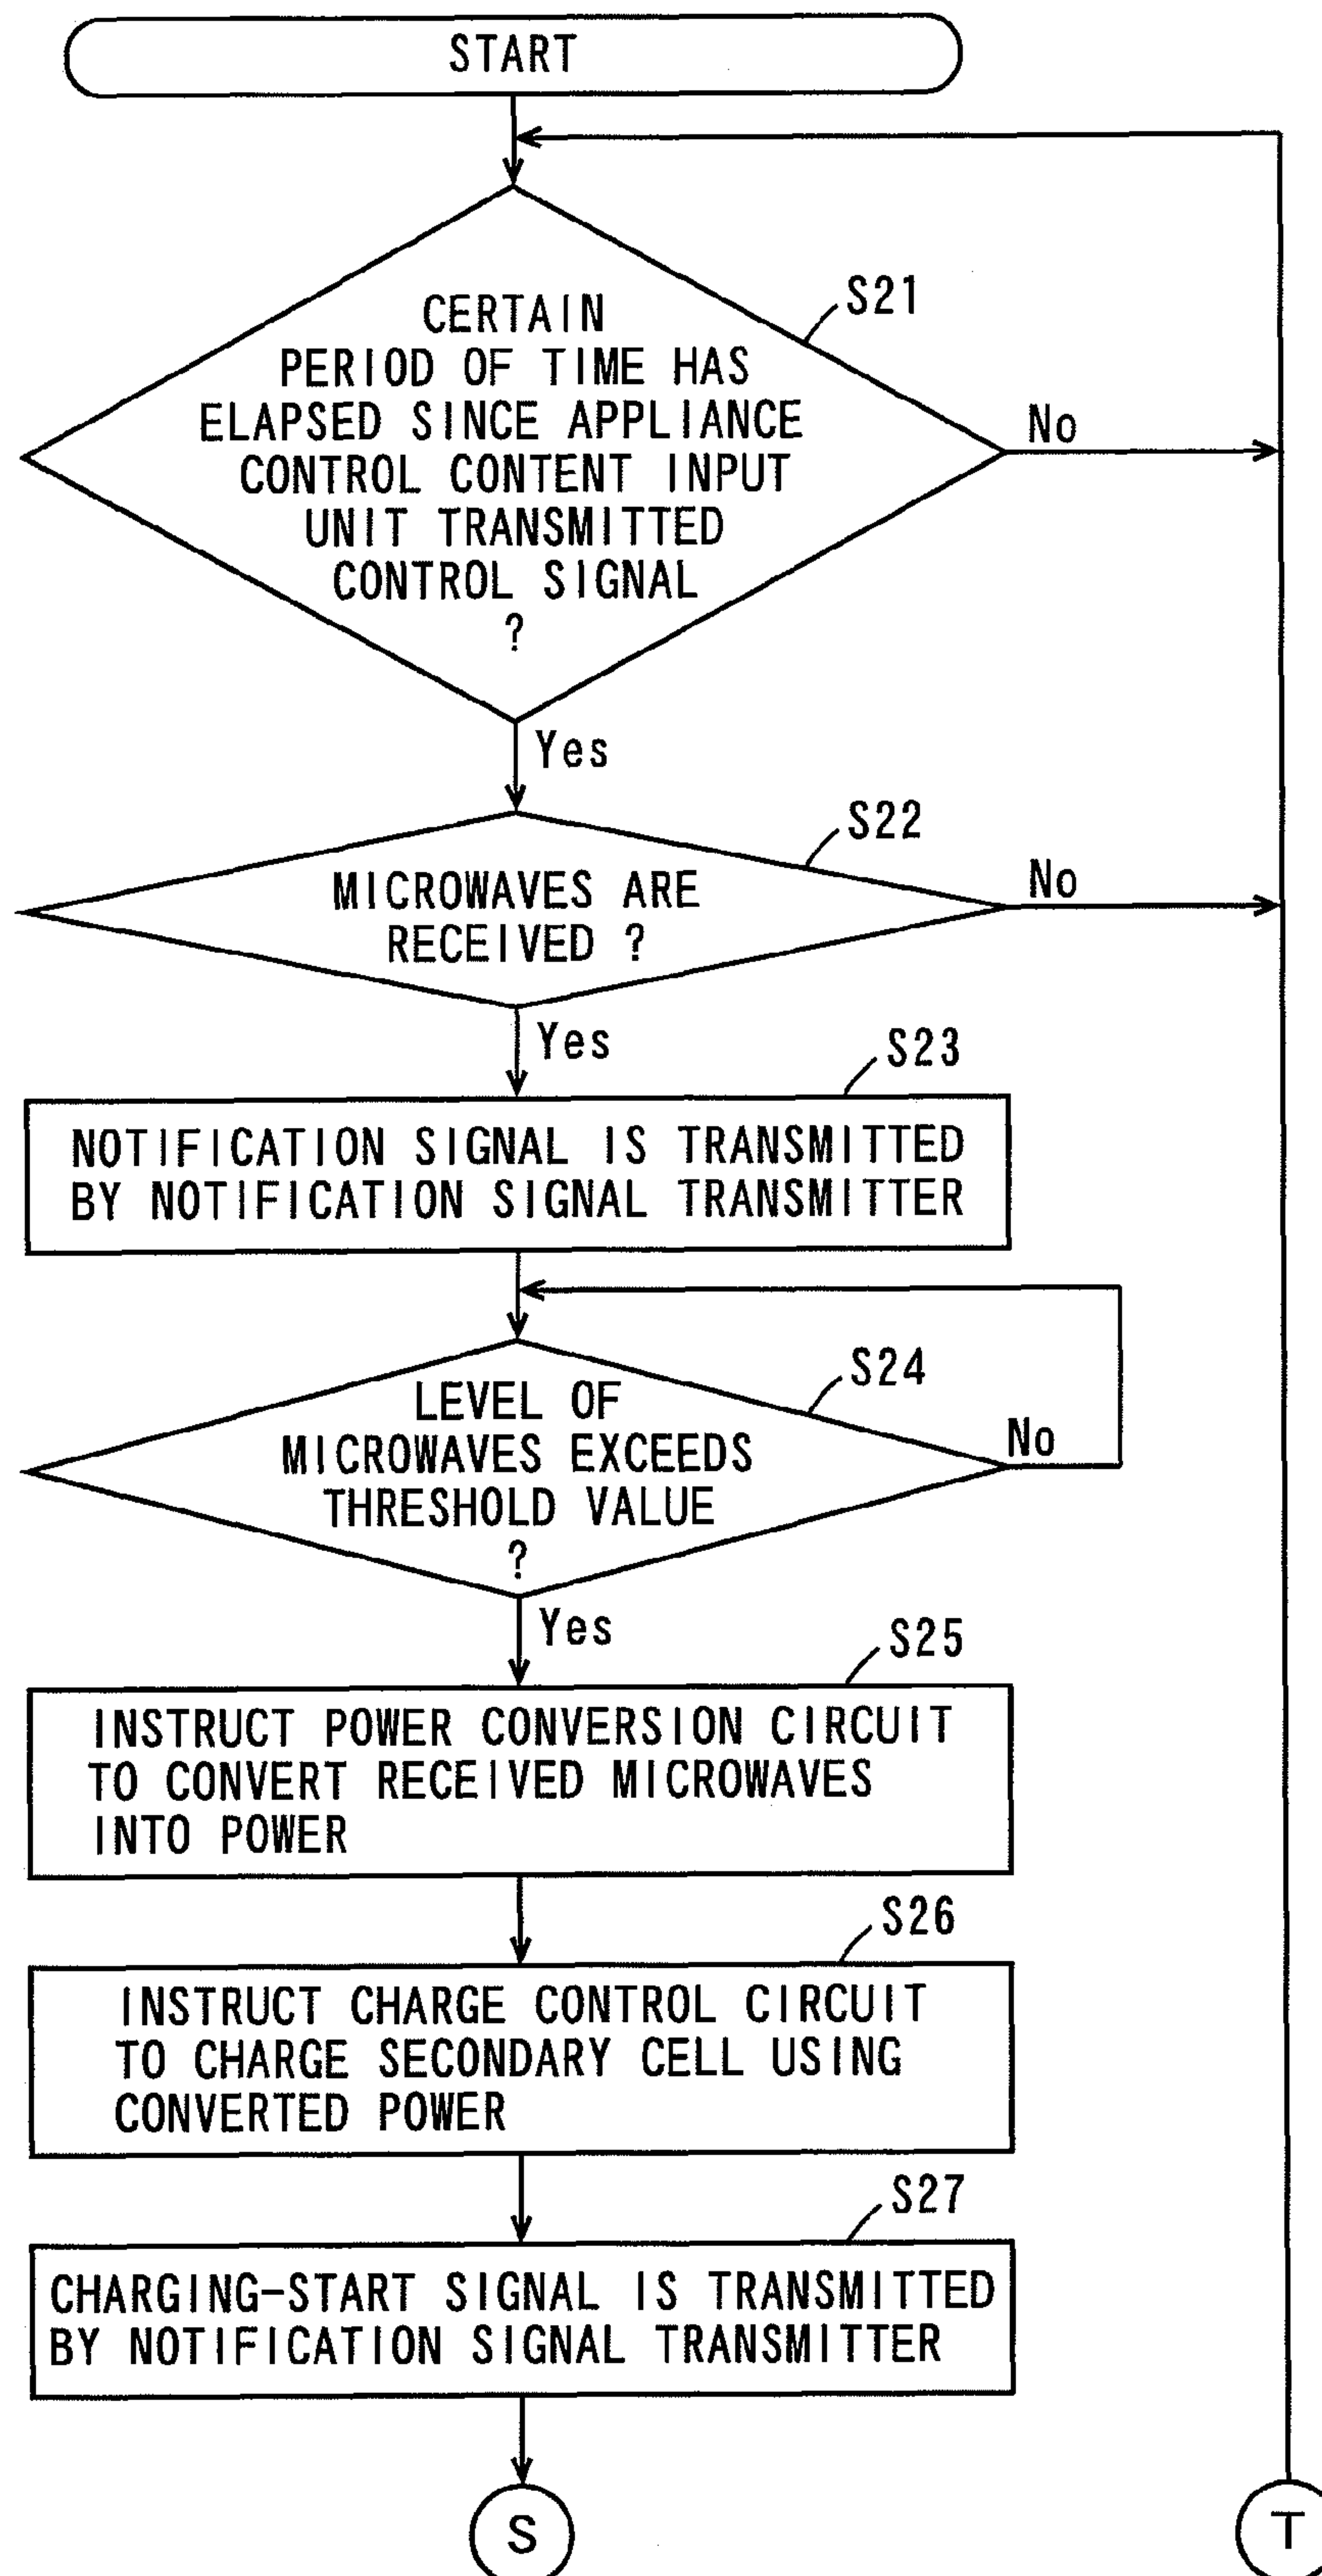 START
S21
CERTAIN
PERIOD OF TIME HAS
ELAPSED SINCE APPLIANCE
CONTROL CONTENT INPUT
UNIT TRANSMITTED
CONTROL SIGNAL
?
No
Yes
S22
MICROWAVES ARE
RECEIVED ?
No
Yes
S23
NOTIFICATION SIGNAL IS TRANSMITTED
BY NOTIFICATION SIGNAL TRANSMITTER
S24
LEVEL OF
MICROWAVES EXCEEDS
THRESHOLD VALUE
?
No
Yes
S25
INSTRUCT POWER CONVERSION CIRCUIT
TO CONVERT RECEIVED MICROWAVES
INTO POWER
S26
INSTRUCT CHARGE CONTROL CIRCUIT
TO CHARGE SECONDARY CELL USING
CONVERTED POWER
S27
CHARGING-START SIGNAL IS TRANSMITTED
BY NOTIFICATION SIGNAL TRANSMITTER
S
T